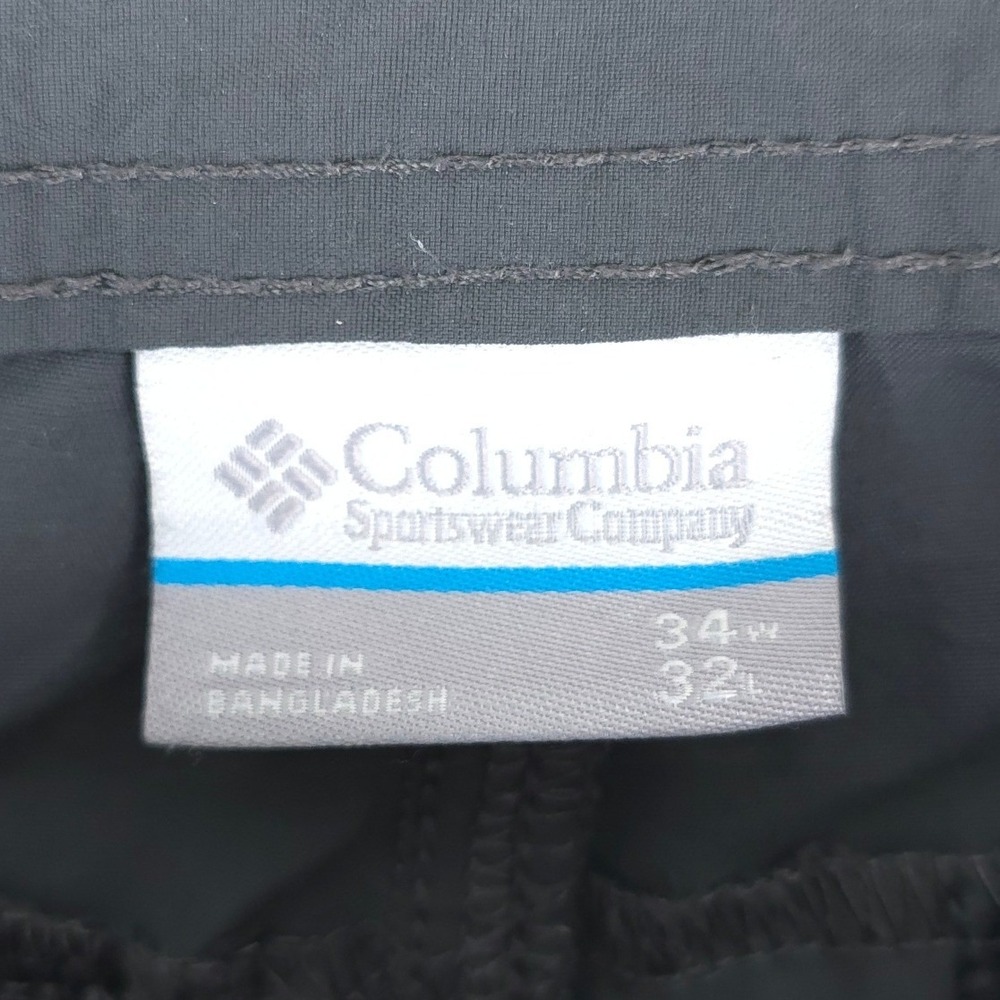 Columbia
Sportswear Company
34 W
MADE IN
32 L
BANGLADESH